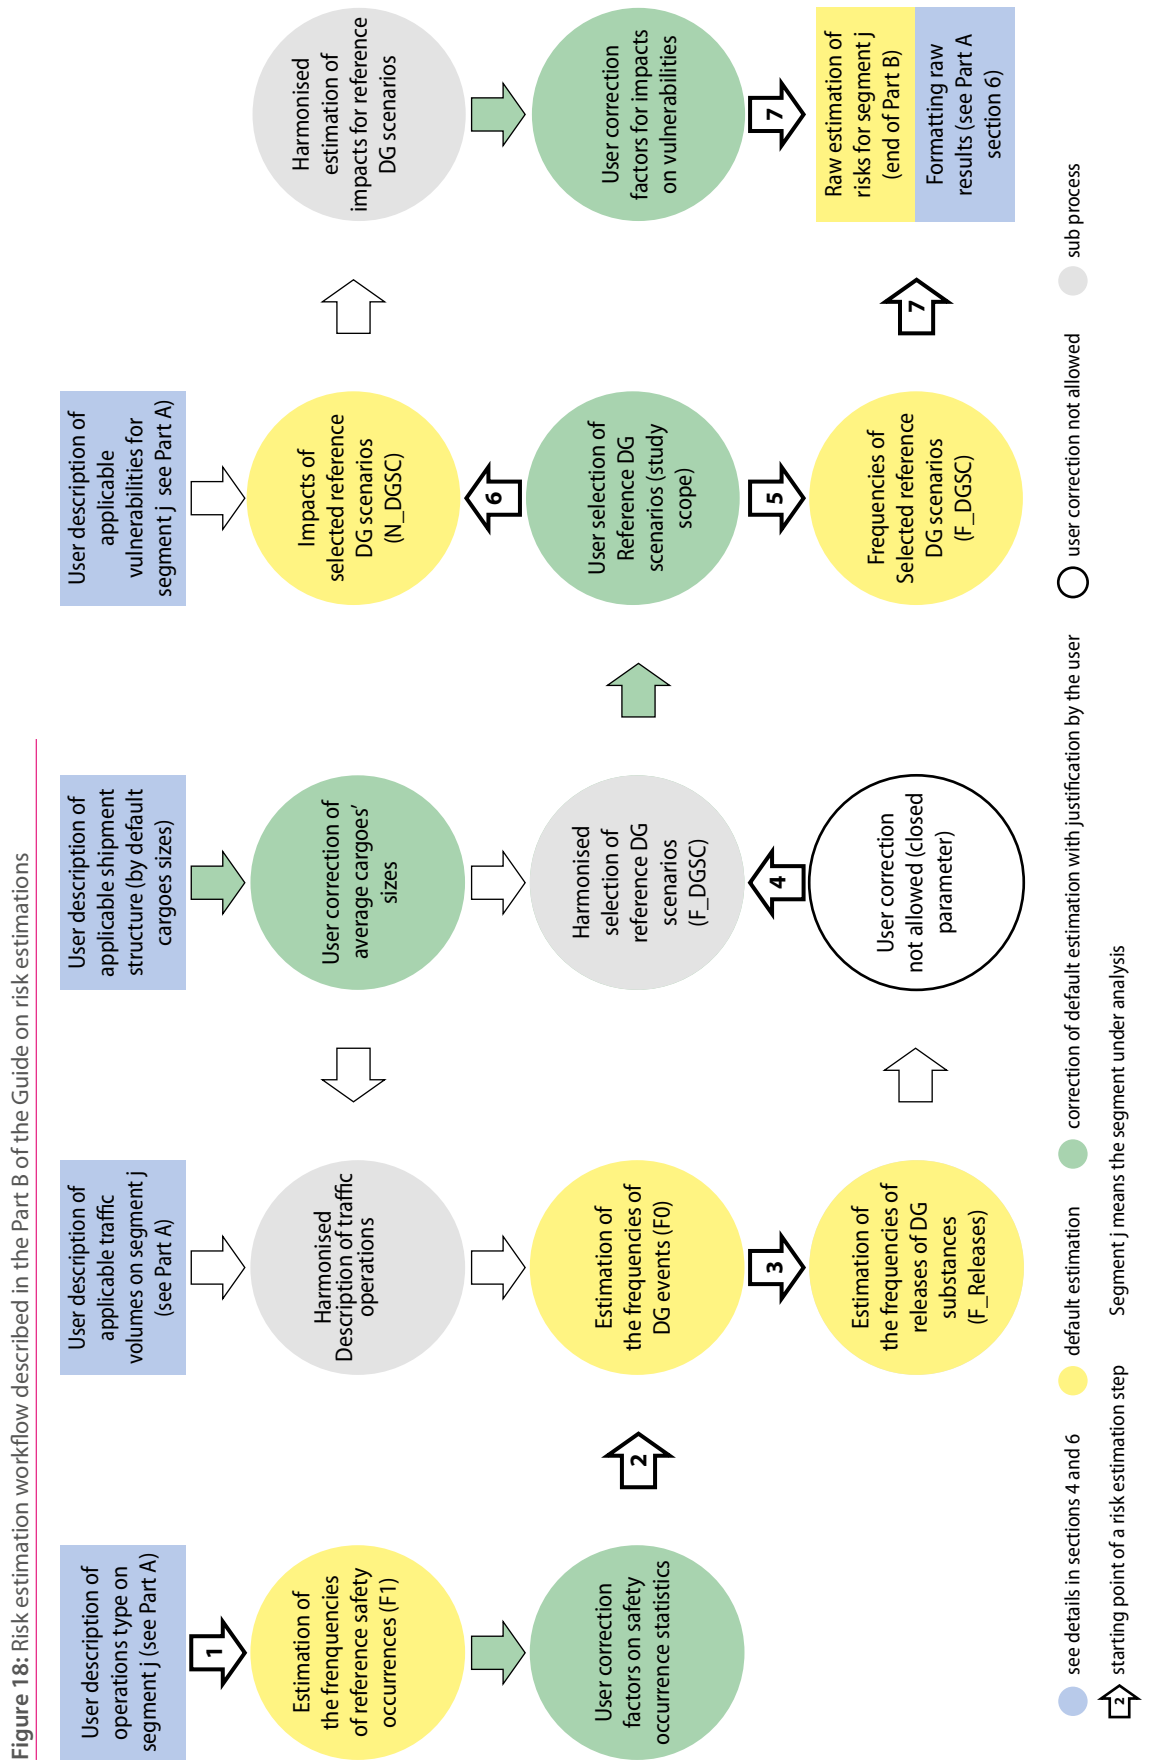 Figure 18: Risk estimation workflow described in the Part B of the Guide on risk estimations
User description of
operations type on
segment j (see Part A)
1
Estimation of
the frenquencies
of reference safety
occurrences (F1)
User correction
factors on safety
occurrence statistics
2
User description of
applicable traffic
volumes on segment j
(see Part A)
Harmonised
Description of traffic
operations
Estimation of
the frequencies of
DG events (F0)
3
Estimation of
the frequencies of
releases of DG
substances
(F_Releases)
User description of
applicable shipment
structure (by default
cargoes sizes)
User correction of
average cargoes'
sizes
Harmonised
selection of
reference DG
scenarios
(F_DGSC)
4
User correction
not allowed (closed
parameter)
User description of
applicable
vulnerabilities for
segment j see Part A)
Impacts of
selected reference
DG scenarios
(N_DGSC)
6
User selection of
Reference DG
scenarios (study
scope)
5
Frequencies of
Selected reference
DG scenarios
(F_DGSC)
Harmonised
estimation of
impacts for reference
DG scenarios
User correction
factors for impacts
on vulnerabilities
7
Raw estimation of
risks for segment j
(end of Part B)
Formatting raw
results (see Part A
section 6)
7
see details in sections 4 and 6
default estimation
correction of default estimation with justification by the user
user correction not allowed
sub process
2
starting point of a risk estimation step
Segment j means the segment under analysis